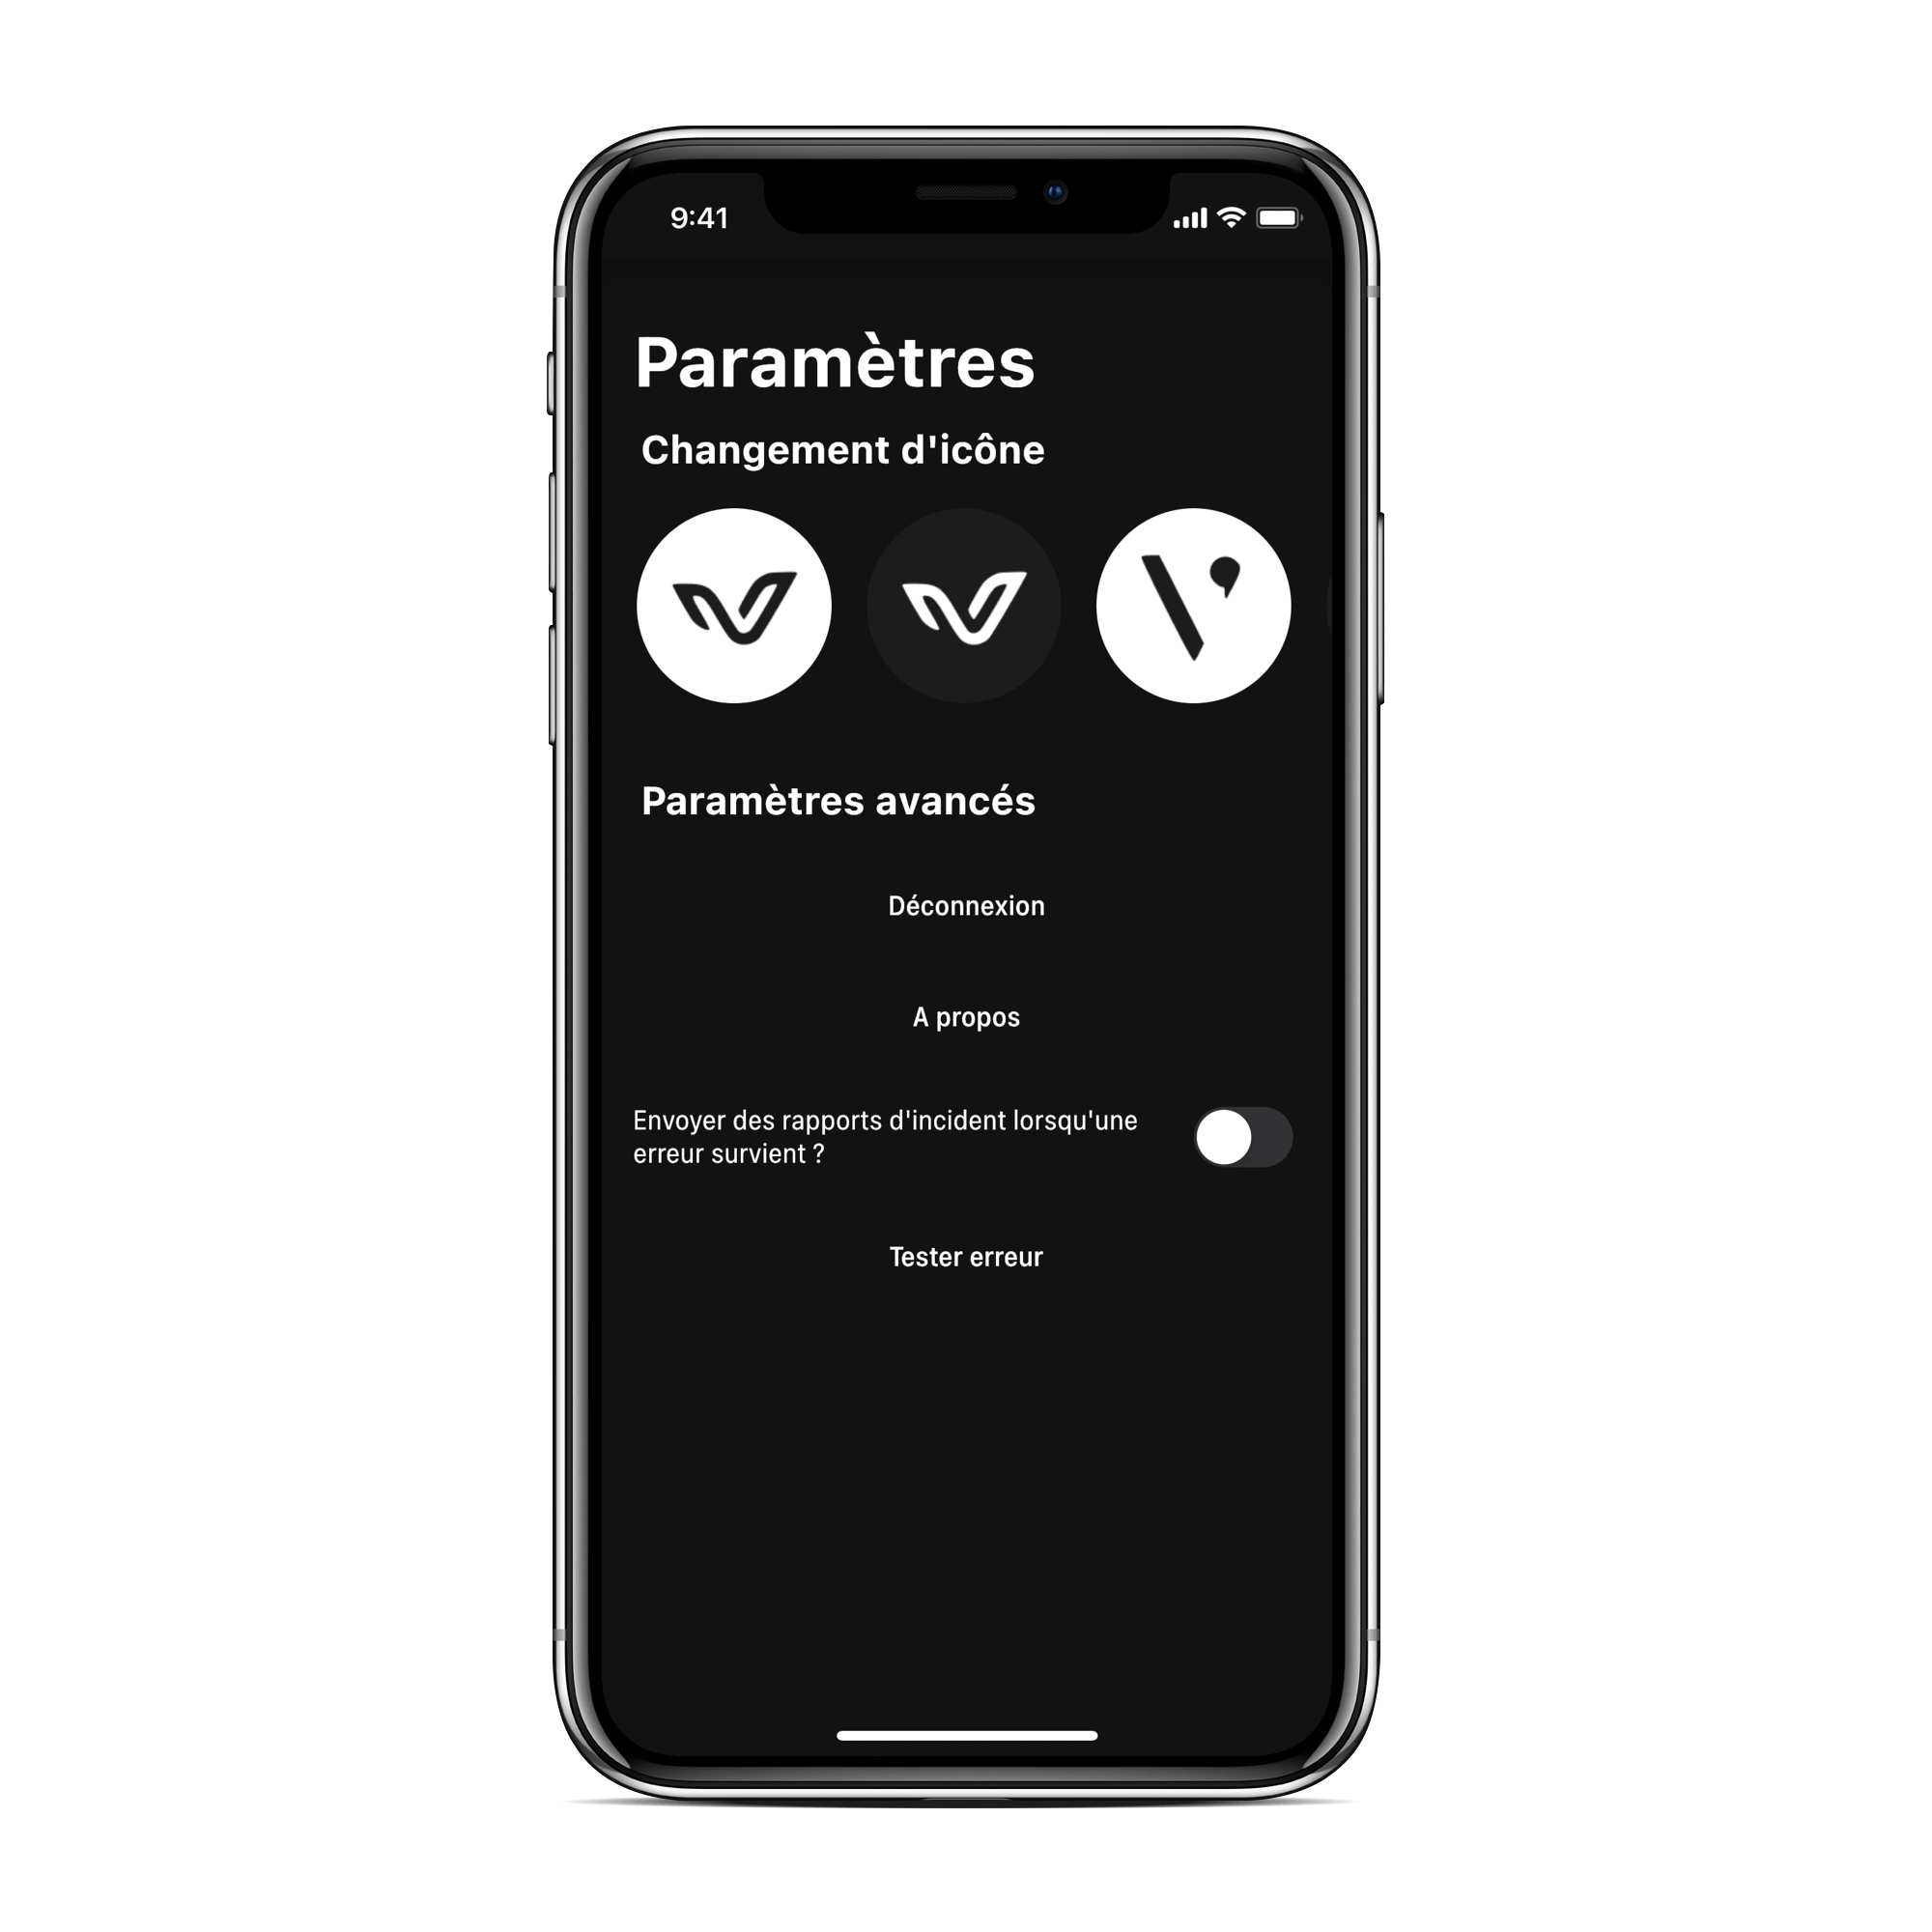 9:41
Paramètres
Changement d'icône
Paramètres avancés
Déconnexion
A propos
Envoyer des rapports d'incident lorsqu'une
erreur survient ?
Tester erreur